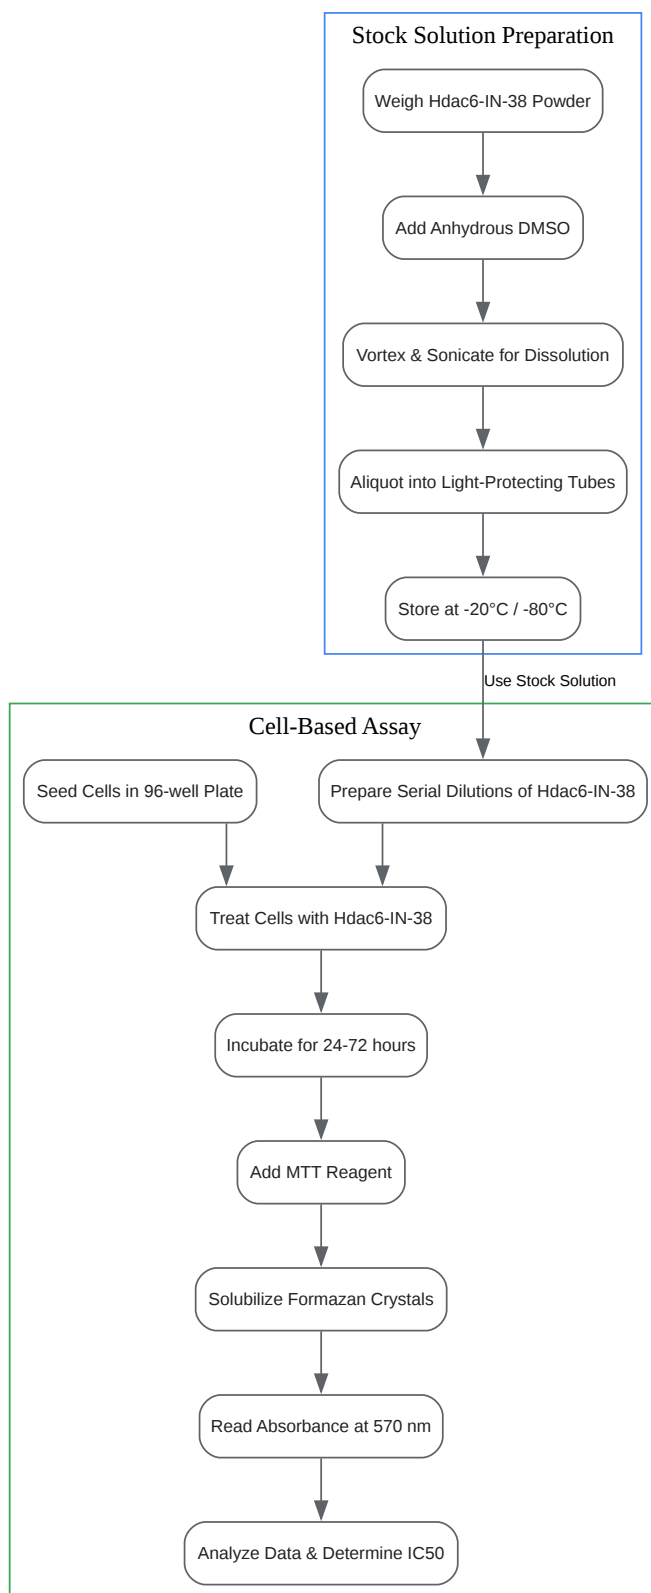 Stock Solution Preparation
Weigh Hdac6-IN-38 Powder
Add Anhydrous DMSO
Vortex & Sonicate for Dissolution
Aliquot into Light-Protecting Tubes
Store at -20°C / -80°C
Use Stock Solution
Cell-Based Assay
Seed Cells in 96-well Plate
Prepare Serial Dilutions of Hdac6-IN-38
Treat Cells with Hdac6-IN-38
Incubate for 24-72 hours
Add MTT Reagent
Solubilize Formazan Crystals
Read Absorbance at 570 nm
Analyze Data & Determine IC50